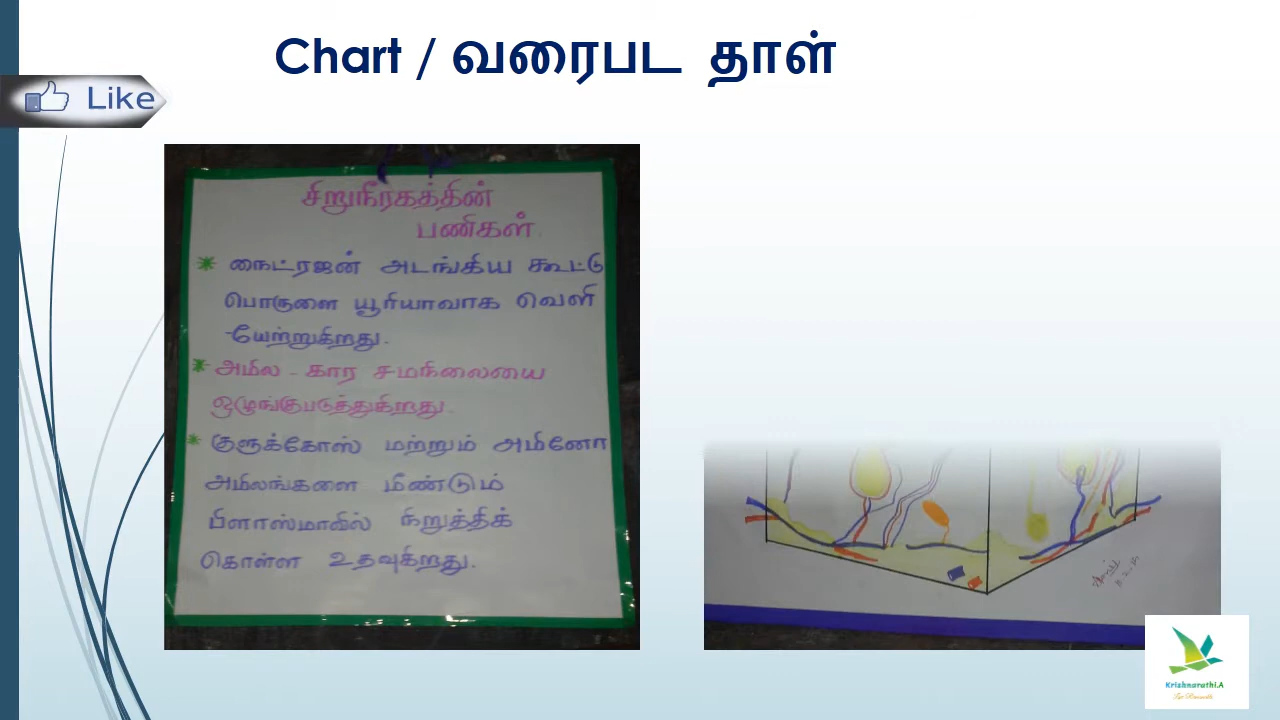 Chart / வரைபட தாள்
Like
சிறுநீரகத்தின்
பணிகள்.
* நைட்ரஜன் அடங்கிய கூட்டு
பொருளை யூரியாவாக வெளி
-யேற்றுகிறது.
* அமில - கார சமநிலையை
ஒழுங்குபடுத்துகிறது.
* குளுக்கோஸ் மற்றும் அமினோ
அமிலங்களை மீண்டும்
பிளாஸ்மாவில் நிறுத்திக்
கொள்ள உதவுகிறது.
Krishnarathi.A